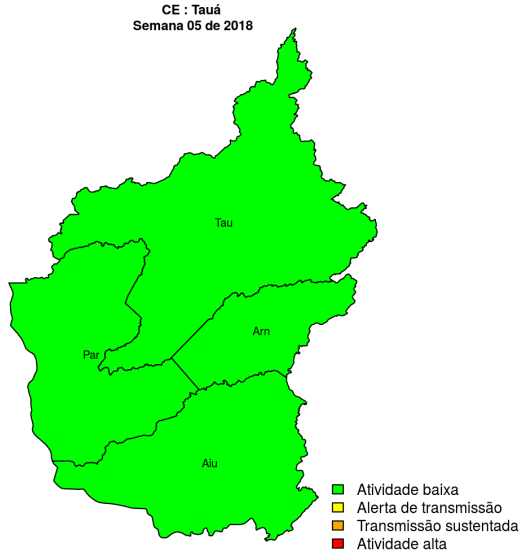 CE : Tauá
Semana 05 de 2018
Tau
Arn
Par
Aiu
Atividade baixa
Alerta de transmissão
Transmissão sustentada
Atividade alta